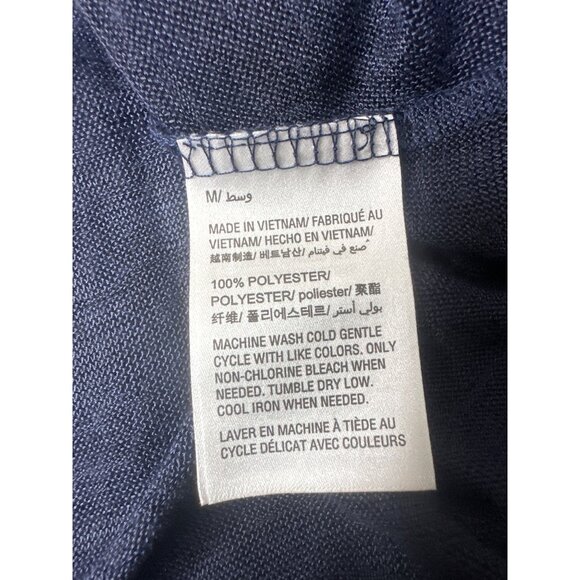 M/ وسط
MADE IN VIETNAM/ FABRIQUÉ AU
VIETNAM/ HECHO EN VIETNAM/
越南制造/ 베트남산/ صنع في فيتنام
100% POLYESTER/
POLYESTER/ poliester/ 聚酯
纤维/ 폴리에스테르/ بولي أستر
MACHINE WASH COLD GENTLE
CYCLE WITH LIKE COLORS. ONLY
NON-CHLORINE BLEACH WHEN
NEEDED. TUMBLE DRY LOW.
COOL IRON WHEN NEEDED.
LAVER EN MACHINE À TIÈDE AU
CYCLE DÉLICAT AVEC COULEURS